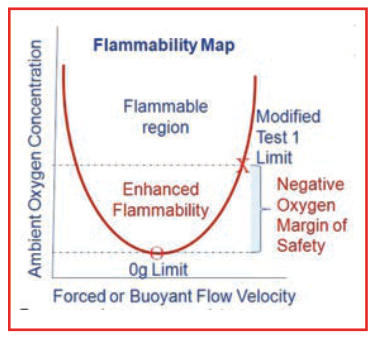 Flammability Map
Ambient Oxygen Concentration
Flammable
region
Modified
Test 1
Limit
Enhanced
Flammability
Negative
Oxygen
Margin of
Safety
0g Limit
Forced or Buoyant Flow Velocity